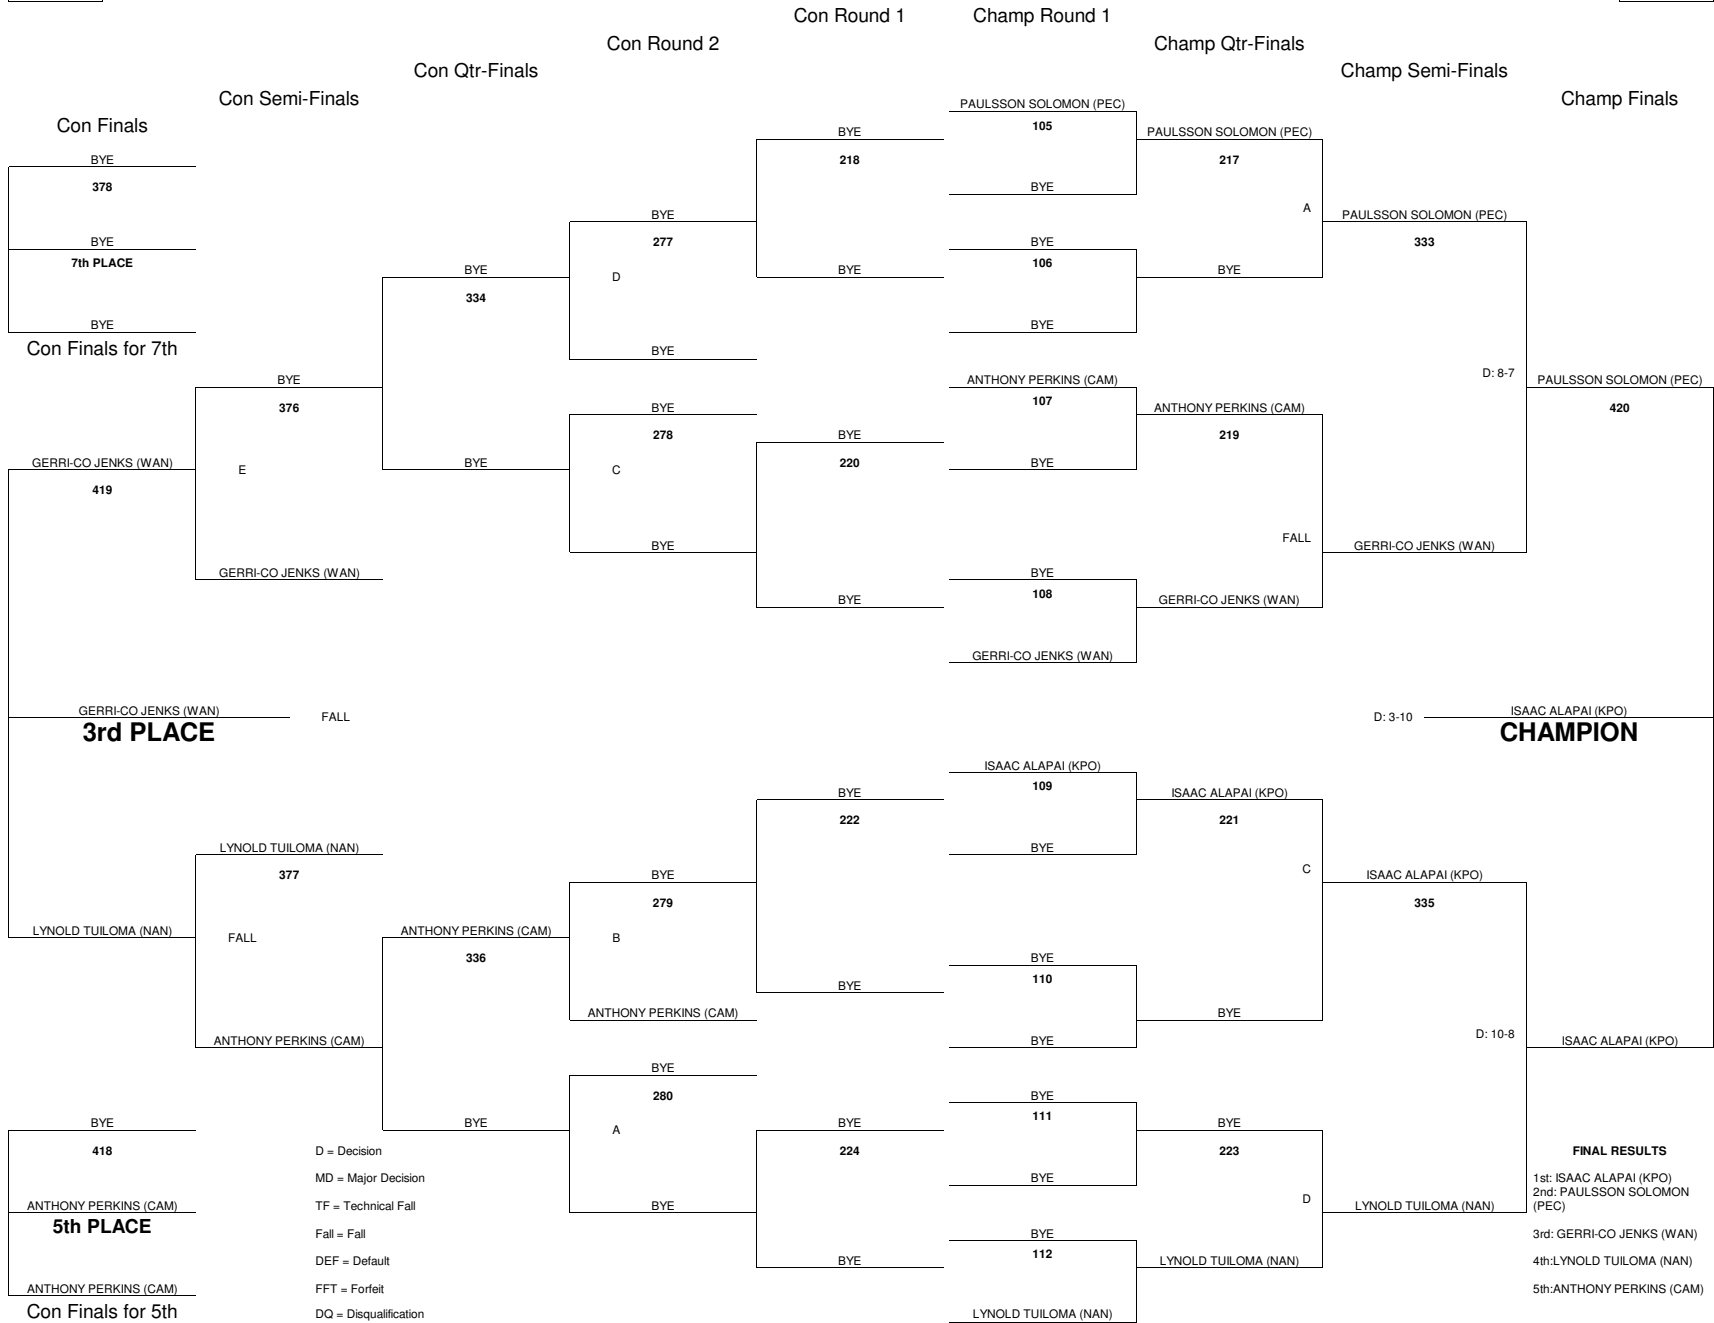 Con Round 1
Champ Round 1
Con Round 2
Champ Qtr-Finals
Con Qtr-Finals
Champ Semi-Finals
Con Semi-Finals
Champ Finals
Con Finals
PAULSSON SOLOMON (PEC)
105
BYE
PAULSSON SOLOMON (PEC)
BYE
218
217
378
BYE
A
BYE
PAULSSON SOLOMON (PEC)
BYE
277
BYE
333
7th PLACE
106
BYE
D
BYE
BYE
334
BYE
BYE
Con Finals for 7th
BYE
D: 8-7
BYE
ANTHONY PERKINS (CAM)
PAULSSON SOLOMON (PEC)
376
107
420
BYE
ANTHONY PERKINS (CAM)
278
BYE
219
GERRI-CO JENKS (WAN)
E
BYE
C
220
BYE
419
FALL
BYE
GERRI-CO JENKS (WAN)
GERRI-CO JENKS (WAN)
BYE
108
BYE
GERRI-CO JENKS (WAN)
GERRI-CO JENKS (WAN)
GERRI-CO JENKS (WAN)
FALL
D: 3-10
ISAAC ALAPAI (KPO)
3rd PLACE
CHAMPION
ISAAC ALAPAI (KPO)
109
BYE
ISAAC ALAPAI (KPO)
222
221
LYNOLD TUILOMA (NAN)
BYE
377
BYE
C
ISAAC ALAPAI (KPO)
279
335
LYNOLD TUILOMA (NAN)
FALL
ANTHONY PERKINS (CAM)
B
336
BYE
110
BYE
ANTHONY PERKINS (CAM)
BYE
ANTHONY PERKINS (CAM)
BYE
D: 10-8
ISAAC ALAPAI (KPO)
BYE
280
BYE
111
BYE
BYE
A
BYE
BYE
418
D = Decision
224
223
FINAL RESULTS
MD = Major Decision
BYE
1st: ISAAC ALAPAI (KPO)
2nd: PAULSSON SOLOMON
(PEC)
ANTHONY PERKINS (CAM)
TF = Technical Fall
BYE
D
LYNOLD TUILOMA (NAN)
5th PLACE
Fall = Fall
BYE
3rd: GERRI-CO JENKS (WAN)
112
DEF = Default
BYE
LYNOLD TUILOMA (NAN)
4th:LYNOLD TUILOMA (NAN)
ANTHONY PERKINS (CAM)
FFT = Forfeit
5th:ANTHONY PERKINS (CAM)
Con Finals for 5th
DQ = Disqualification
LYNOLD TUILOMA (NAN)